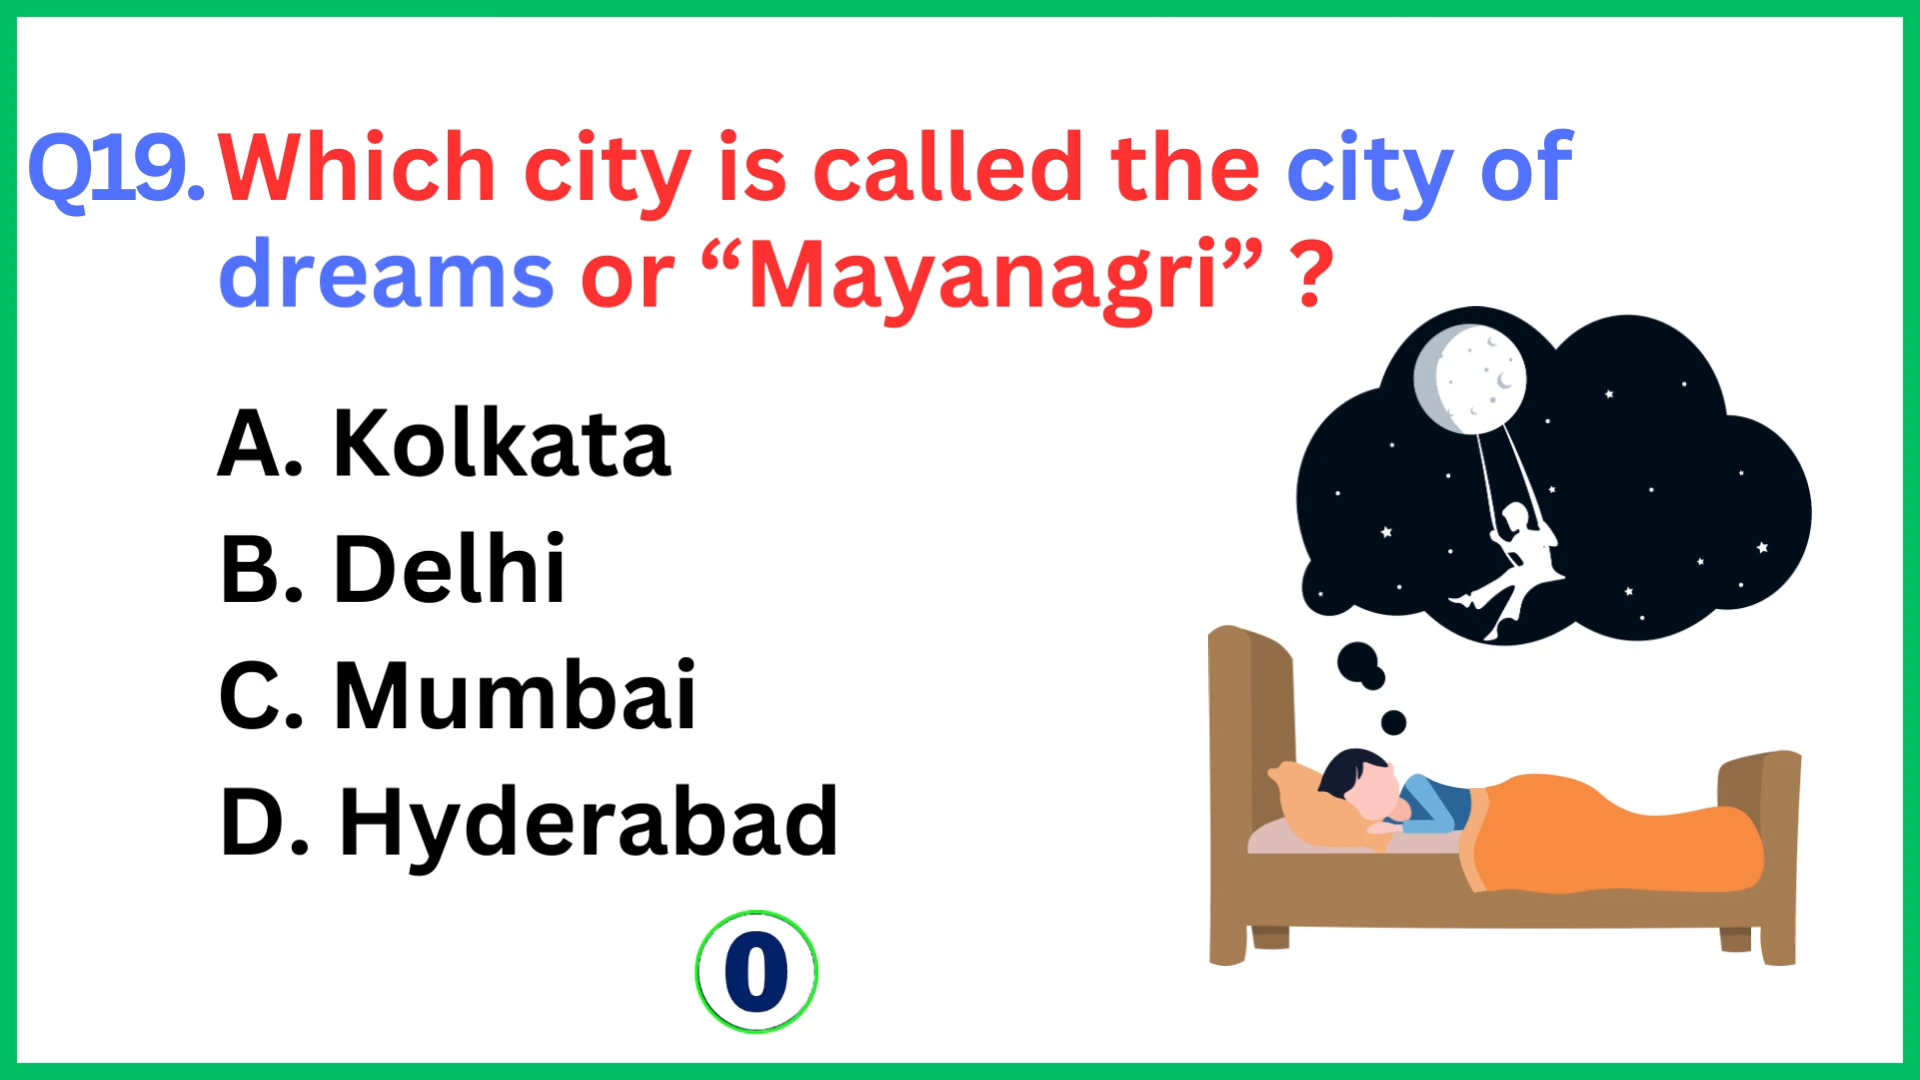 Q19. Which city is called the city of
dreams or “Mayanagri” ?
A. Kolkata
B. Delhi
C. Mumbai
D. Hyderabad
0